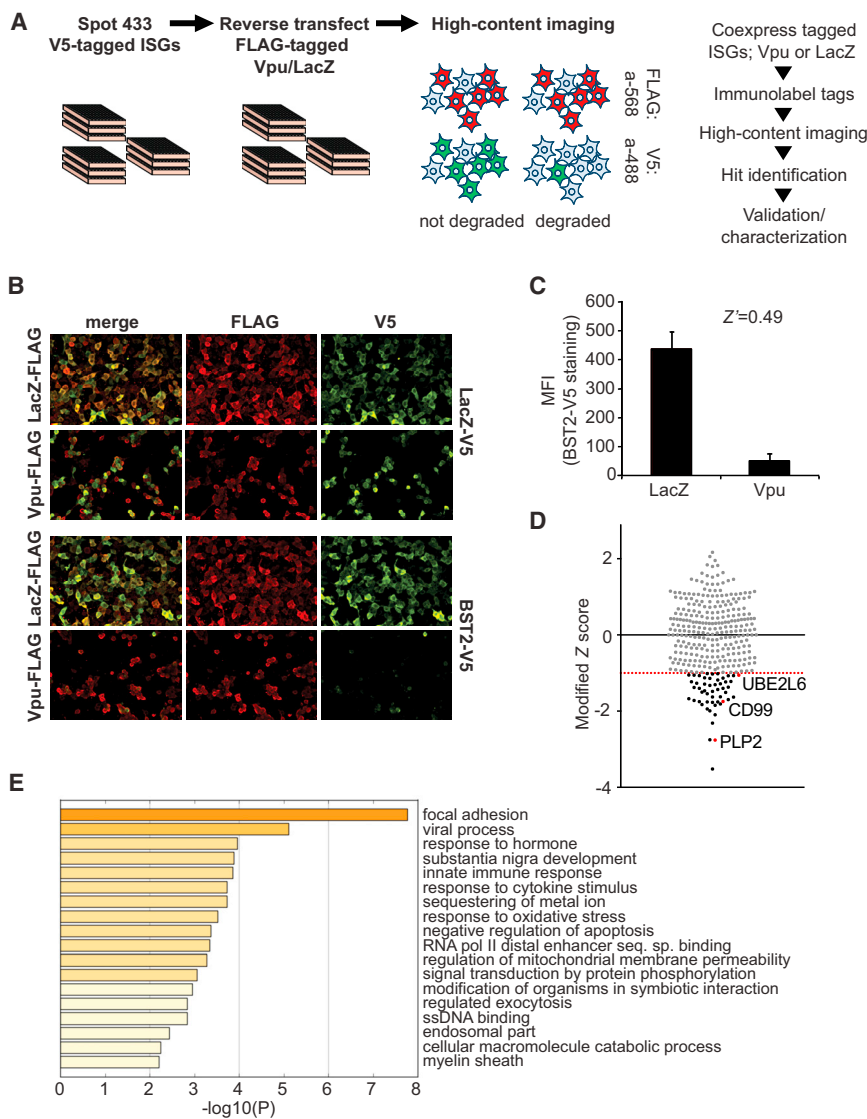 A
Spot 433
V5-tagged ISGs
Reverse transfect
FLAG-tagged
Vpu/LacZ
High-content imaging
FLAG:
a-568
V5:
a-488
not degraded
degraded
Coexpress tagged
ISGs; Vpu or LacZ
Immunolabel tags
High-content imaging
Hit identification
Validation/
characterization
B
merge
FLAG
V5
LacZ-FLAG
Vpu-FLAG
LacZ-V5
LacZ-FLAG
Vpu-FLAG
BST2-V5
C
MFI
(BST2-V5 staining)
600
500
400
300
200
100
0
Z'=0.49
LacZ
Vpu
D
Modified Z score
2
0
-2
-4
UBE2L6
CD99
PLP2
E
focal adhesion
viral process
response to hormone
substantia nigra development
innate immune response
response to cytokine stimulus
sequestering of metal ion
response to oxidative stress
negative regulation of apoptosis
RNA pol II distal enhancer seq. sp. binding
regulation of mitochondrial membrane permeability
signal transduction by protein phosphorylation
modification of organisms in symbiotic interaction
regulated exocytosis
ssDNA binding
endosomal part
cellular macromolecule catabolic process
myelin sheath
0 1 2 3 4 5 6 7 8
-log10(P)